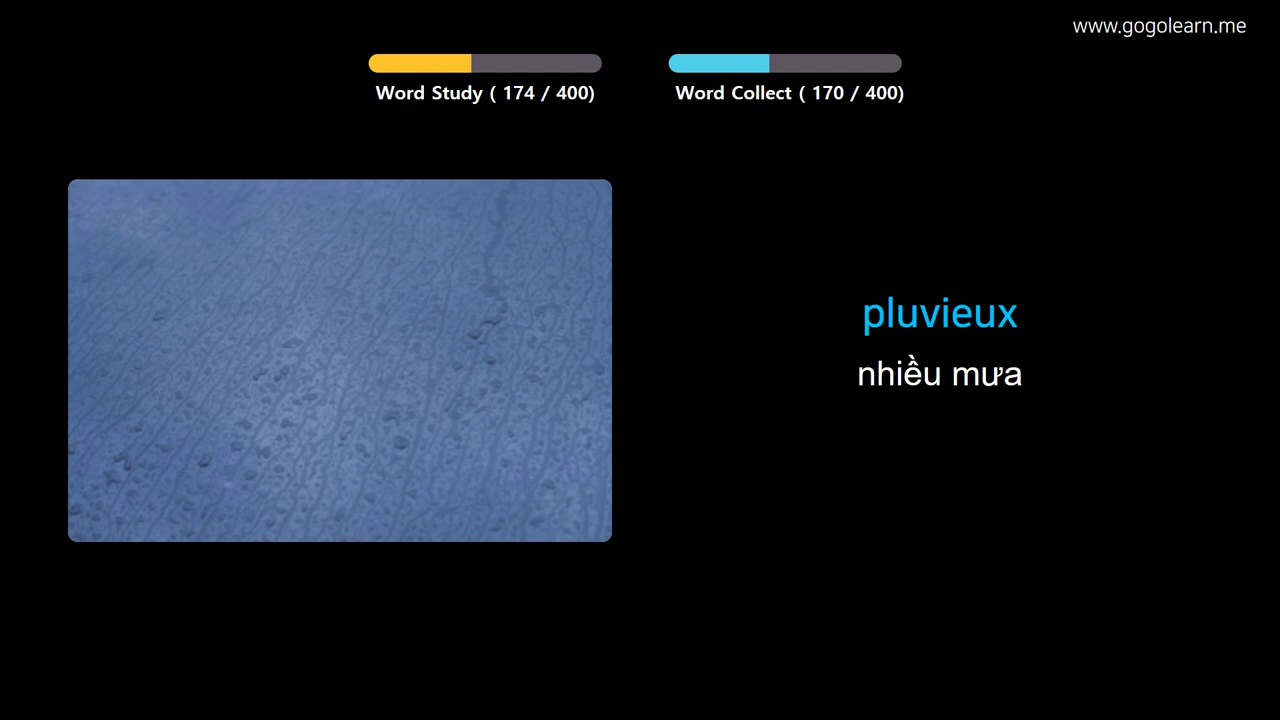 www.gogolearn.me
Word Study ( 174 / 400)
Word Collect ( 170 / 400)
pluvieux
nhiều mưa